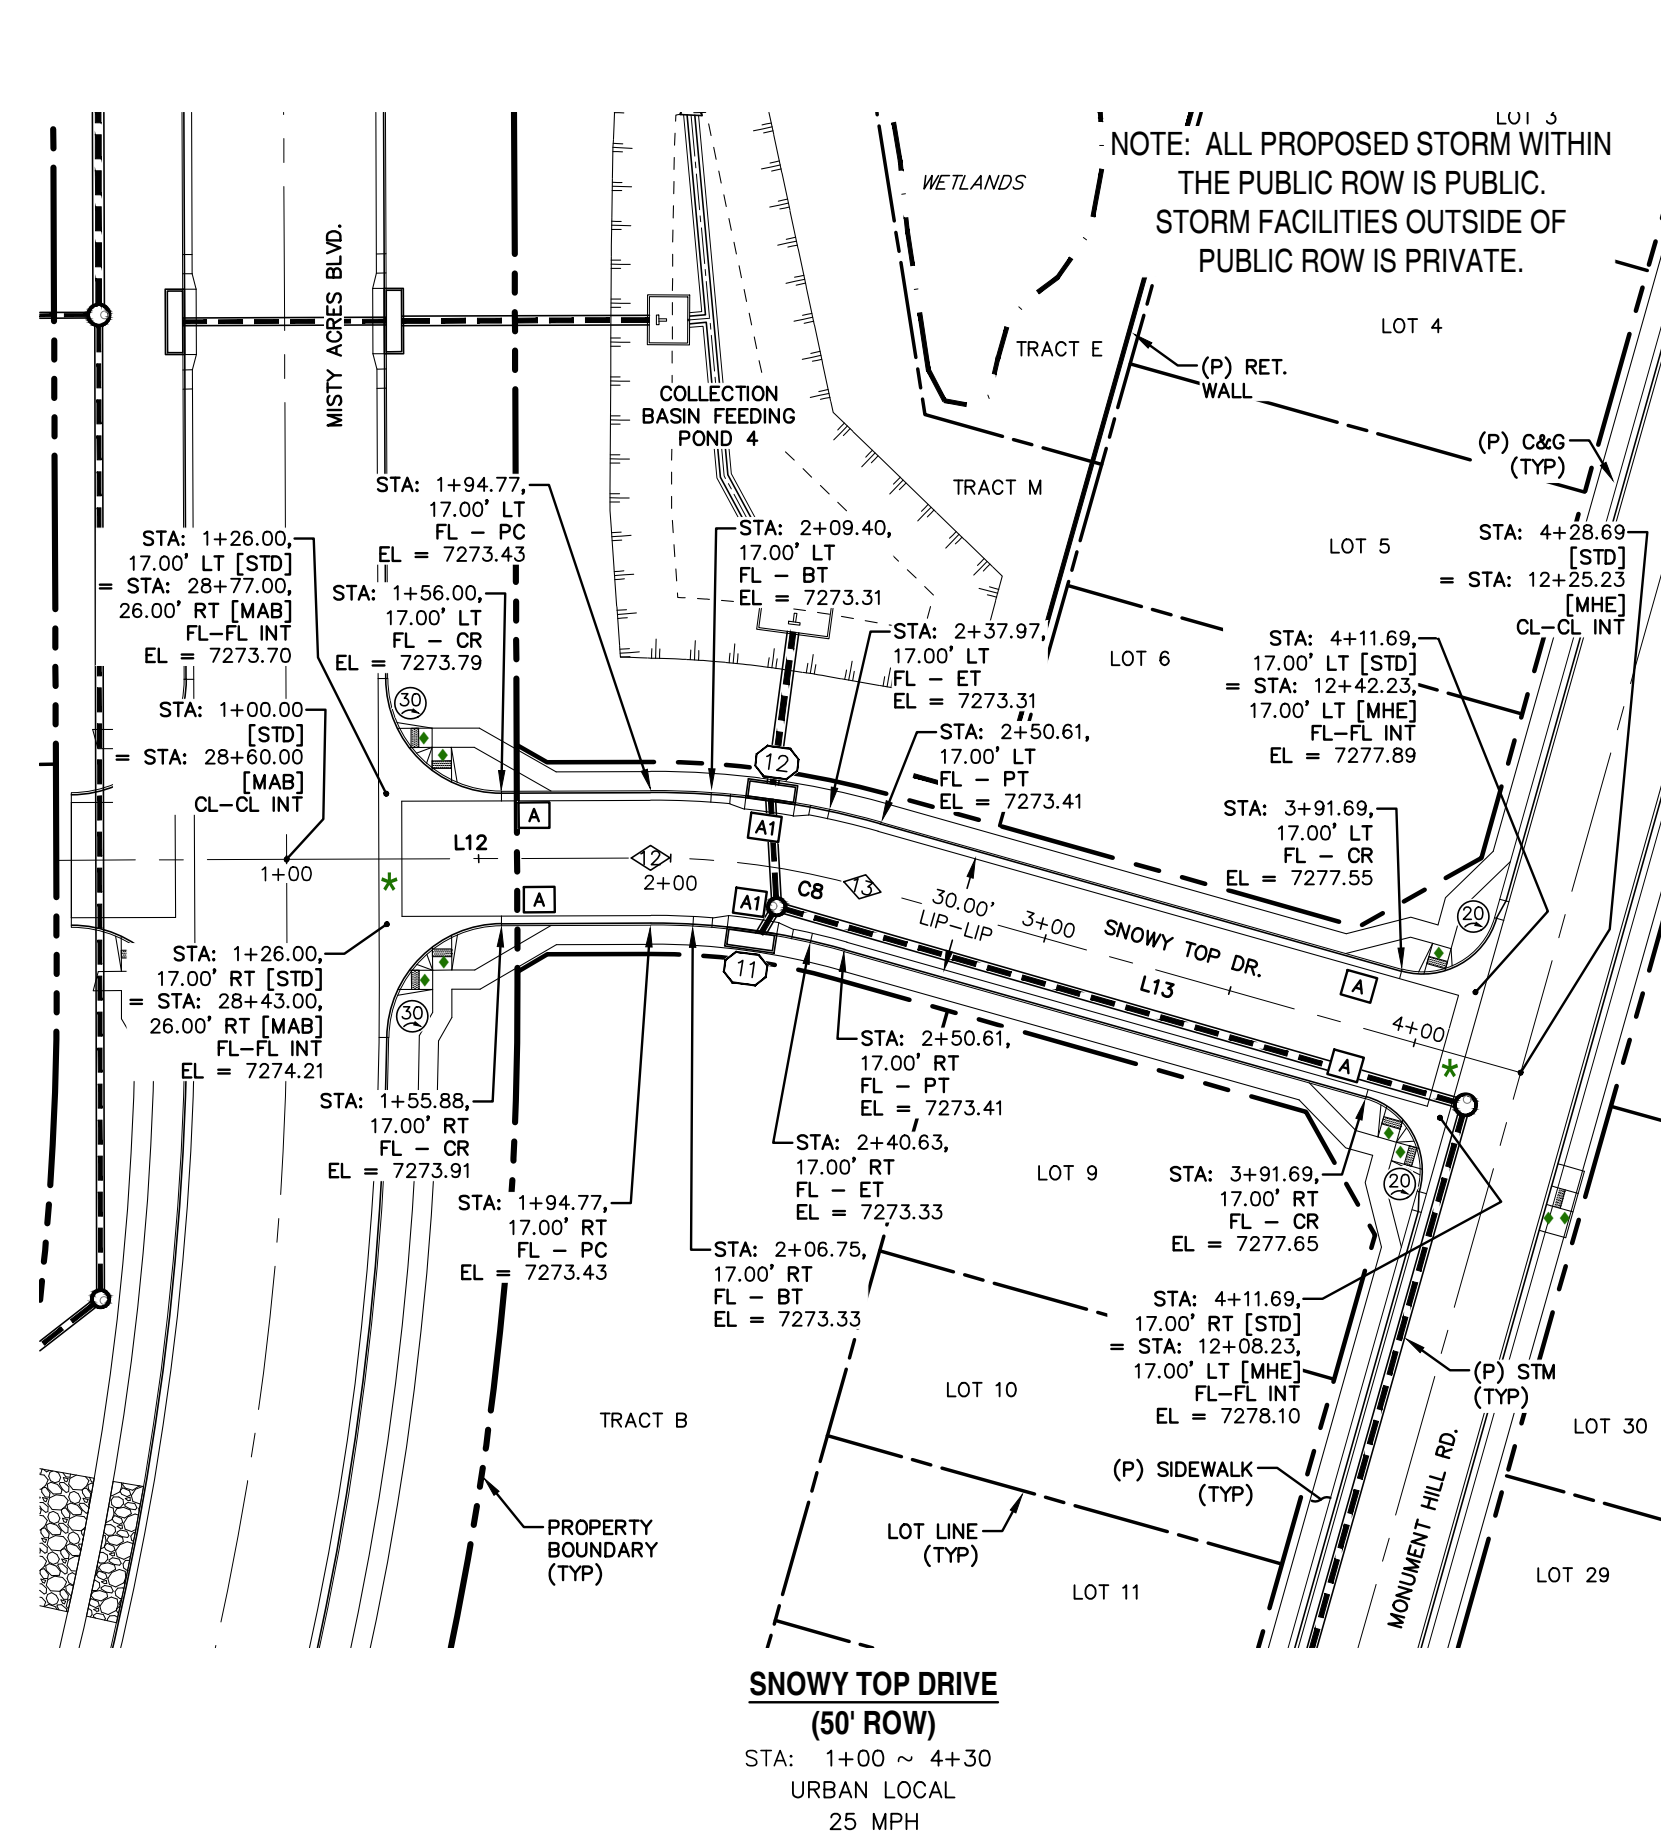 LOT 3
NOTE: ALL PROPOSED STORM WITHIN
THE PUBLIC ROW IS PUBLIC.
STORM FACILITIES OUTSIDE OF
PUBLIC ROW IS PRIVATE.
WETLANDS
MISTY ACRES BLVD.
LOT 4
TRACT E
(P) RET.
WALL
COLLECTION
BASIN FEEDING
POND 4
(P) C&G
(TYP)
TRACT M
STA: 1+94.77,
17.00' LT
FL - PC
EL = 7273.43
STA: 1+26.00,
17.00' LT [STD]
= STA: 28+77.00,
26.00' RT [MAB]
FL-FL INT
EL = 7273.70
STA: 2+09.40,
17.00' LT
FL - BT
EL = 7273.31
LOT 5
STA: 4+28.69
[STD]
= STA: 12+25.23
[MHE]
CL-CL INT
STA: 1+56.00,
17.00' LT
FL - CR
EL = 7273.79
STA: 2+37.97,
17.00' LT
FL - ET
EL = 7273.31
LOT 6
STA: 4+11.69,
17.00' LT [STD]
= STA: 12+42.23,
17.00' LT [MHE]
FL-FL INT
EL = 7277.89
STA: 1+00.00
[STD]
= STA: 28+60.00
[MAB]
CL-CL INT
30
12
STA: 2+50.61,
17.00' LT
FL - PT
EL = 7273.41
STA: 3+91.69,
17.00' LT
FL - CR
EL = 7277.55
A
A1
L12
12
1+00
2+00
*
A
A1
C8
13
30.00'
LIP-LIP
3+00
SNOWY TOP DR.
20
A
L13
4+00
A
*
11
30
STA: 1+26.00,
17.00' RT [STD]
= STA: 28+43.00,
26.00' RT [MAB]
FL-FL INT
EL = 7274.21
STA: 2+50.61,
17.00' RT
FL - PT
EL = 7273.41
STA: 1+55.88,
17.00' RT
FL - CR
EL = 7273.91
STA: 2+40.63,
17.00' RT
FL - ET
EL = 7273.33
LOT 9
STA: 3+91.69,
17.00' RT
FL - CR
EL = 7277.65
20
STA: 1+94.77,
17.00' RT
FL - PC
EL = 7273.43
STA: 2+06.75,
17.00' RT
FL - BT
EL = 7273.33
STA: 4+11.69,
17.00' RT [STD]
= STA: 12+08.23,
17.00' LT [MHE]
FL-FL INT
EL = 7278.10
(P) STM
(TYP)
LOT 10
TRACT B
LOT 30
(P) SIDEWALK
(TYP)
MONUMENT HILL RD.
PROPERTY
BOUNDARY
(TYP)
LOT LINE
(TYP)
LOT 11
LOT 29
SNOWY TOP DRIVE
(50' ROW)
STA: 1+00 ~ 4+30
URBAN LOCAL
25 MPH